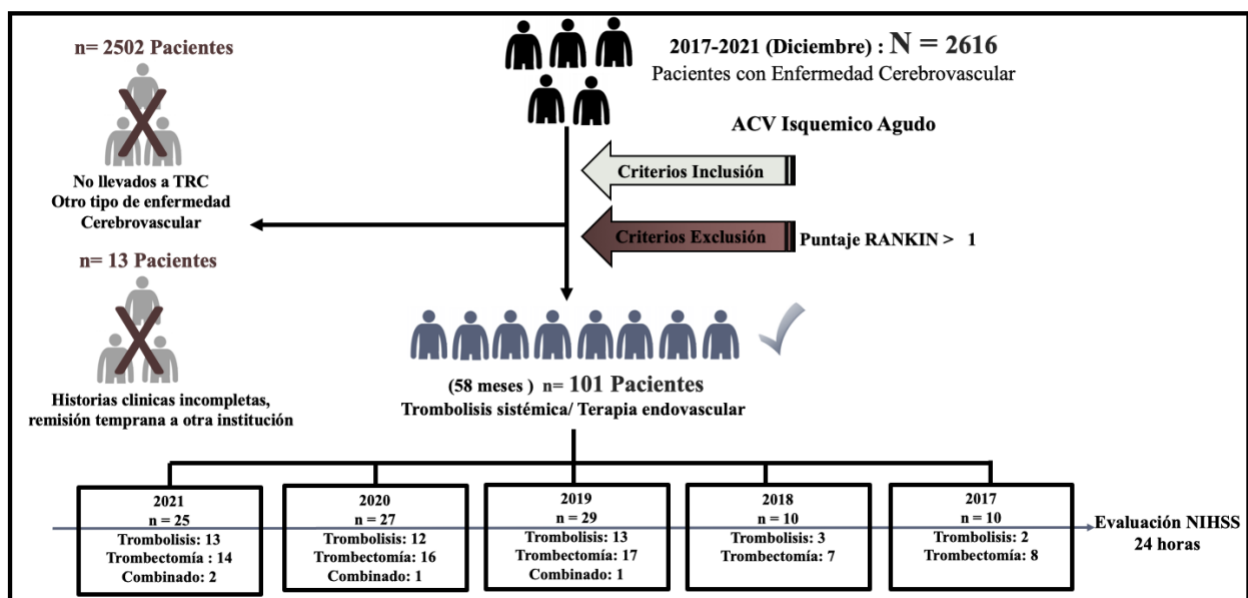 n= 2502 Pacientes
No llevados a TRC
Otro tipo de enfermedad
Cerebrovascular
n= 13 Pacientes
Historias clinicas incompletas,
remisión temprana a otra institución
2017-2021 (Diciembre) : N = 2616
Pacientes con Enfermedad Cerebrovascular
ACV Isquemico Agudo
Criterios Inclusión
Criterios Exclusión
Puntaje RANKIN > 1
(58 meses ) n= 101 Pacientes
Trombolisis sistémica/ Terapia endovascular
2021
n = 25
Trombolisis: 13
Trombectomía : 14
Combinado: 2
2020
n = 27
Trombolisis: 12
Trombectomía: 16
Combinado: 1
2019
n = 29
Trombolisis: 13
Trombectomía: 17
Combinado: 1
2018
n = 10
Trombolisis: 3
Trombectomía: 7
2017
n = 10
Trombolisis: 2
Trombectomía: 8
Evaluación NIHSS
24 horas